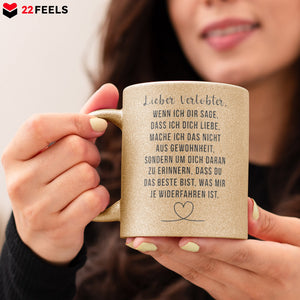 22FEELS
Lieber Verlobter,
WENN ICH DIR SAGE,
DASS ICH DICH LIEBE,
MACHE ICH DAS NICHT
AUS GEWOHNHEIT,
SONDERN UM DICH DARAN
ZU ERINNERN, DASS DU
DAS BESTE BIST, WAS MIR
JE WIDERFAHREN IST.